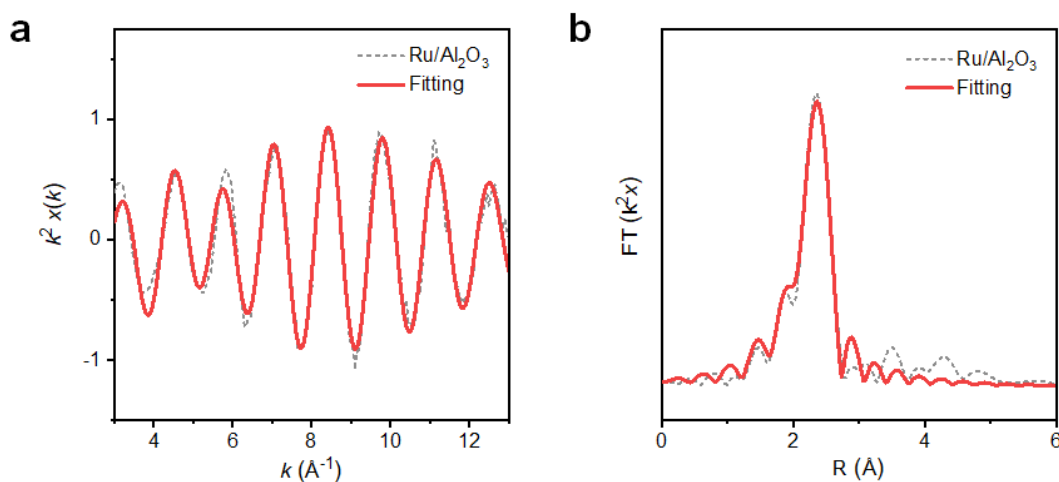 a
Ru/Al₂O₃
Fitting
1
0
-1
k² x(k)
4 6 8 10 12
k (Å⁻¹)
b
Ru/Al₂O₃
Fitting
FT (k²x)
0 2 4 6
R (Å)